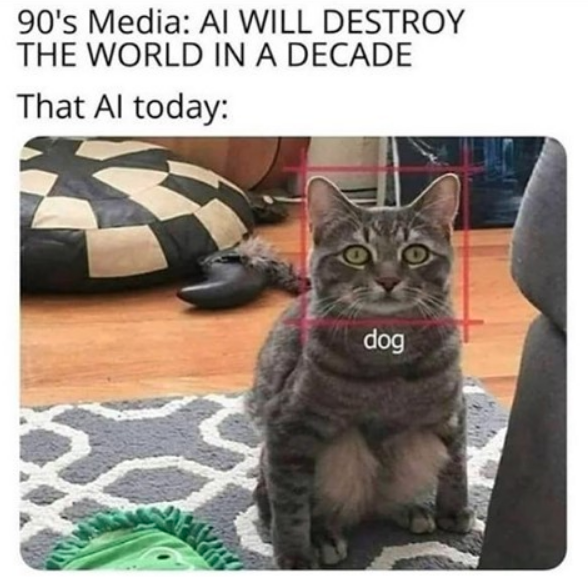 90's Media: AI WILL DESTROY
THE WORLD IN A DECADE
That AI today:
dog